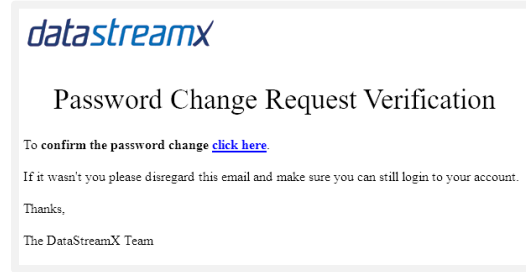 datastreamx
Password Change Request Verification
To confirm the password change click here.
If it wasn't you please disregard this email and make sure you can still login to your account.
Thanks,
The DataStreamX Team